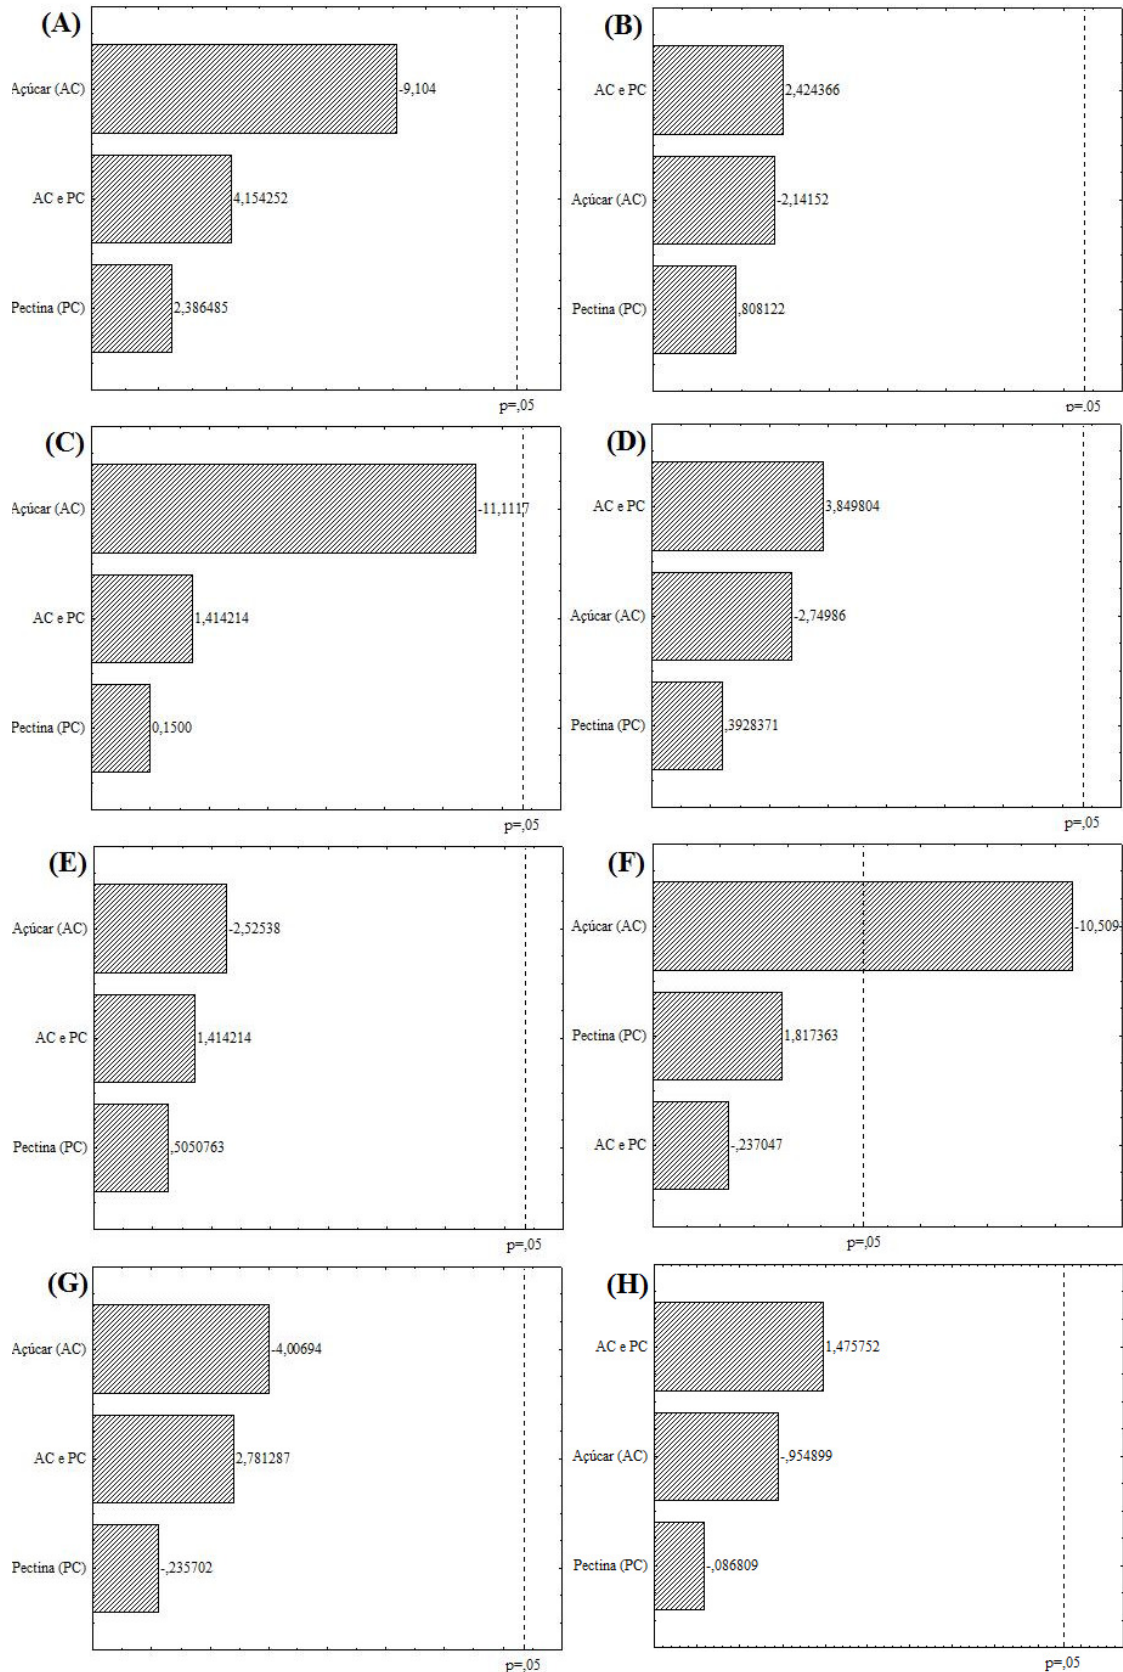 (A)
Açúcar (AC)
-9,104
AC e PC
4,154252
Pectina (PC)
2,386485
p=,05
(B)
AC e PC
2,424366
Açúcar (AC)
-2,14152
Pectina (PC)
,808122
p=,05
(C)
Açúcar (AC)
-11,1117
AC e PC
1,414214
Pectina (PC)
0,1500
p=,05
(D)
AC e PC
3,849804
Açúcar (AC)
-2,74986
Pectina (PC)
,3928371
p=,05
(E)
Açúcar (AC)
-2,52538
AC e PC
1,414214
Pectina (PC)
,5050763
p=,05
(F)
Açúcar (AC)
-10,509
Pectina (PC)
1,817363
AC e PC
-,237047
p=,05
(G)
Açúcar (AC)
-4,00694
AC e PC
2,781287
Pectina (PC)
-,235702
p=,05
(H)
AC e PC
1,475752
Açúcar (AC)
-,954899
Pectina (PC)
-,086809
p=,05